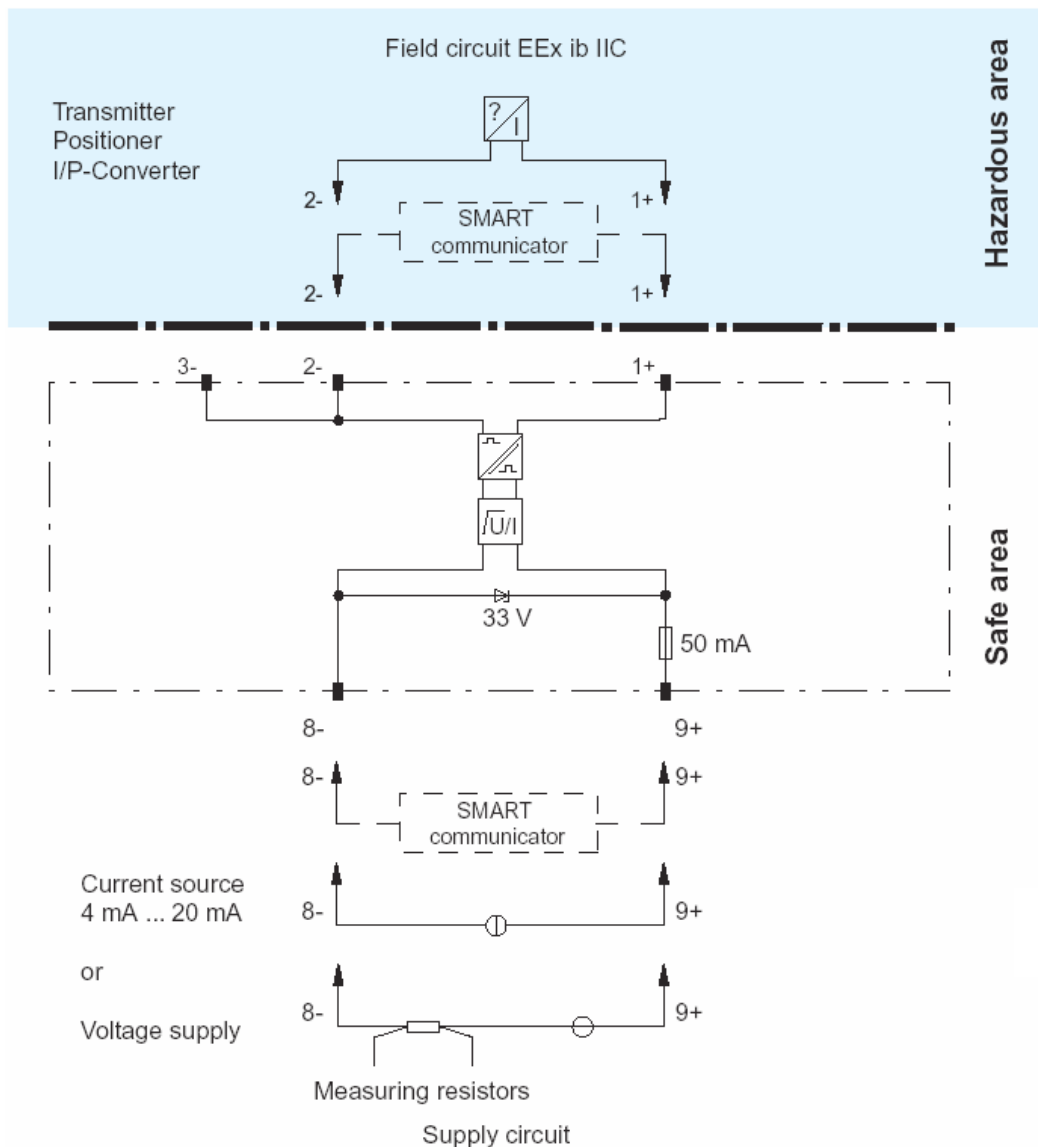 Field circuit EEx ib IIC
Hazardous area
Transmitter
Positioner
I/P-Converter
?
I
2-
1+
SMART
communicator
2-
1+
3-
2-
1+
√U/I
33 V
50 mA
Safe area
8-
9+
8-
9+
SMART
communicator
Current source
4 mA ... 20 mA
8-
9+
or
Voltage supply
8-
9+
Measuring resistors
Supply circuit